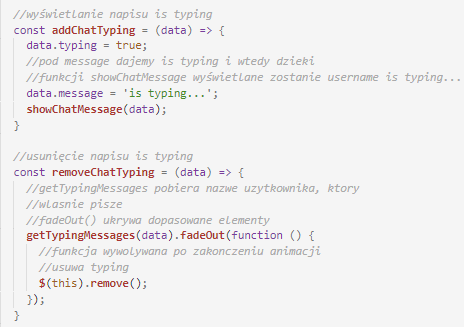 //wyświetlanie napisu is typing
const addChatTyping = (data) => {
data.typing = true;
//pod message dajemy is typing i wtedy dzieki
//funkcji showChatMessage wyświetlane zostanie username is typing...
data.message = 'is typing...';
showChatMessage(data);
}
//usunięcie napisu is typing
const removeChatTyping = (data) => {
//getTypingMessages pobiera nazwe uzytkownika, ktory
//wlasnie pisze
//fadeOut() ukrywa dopasowane elementy
getTypingMessages(data).fadeOut(function () {
//funkcja wywolywana po zakonczeniu animacji
//usuwa typing
$(this).remove();
});
}